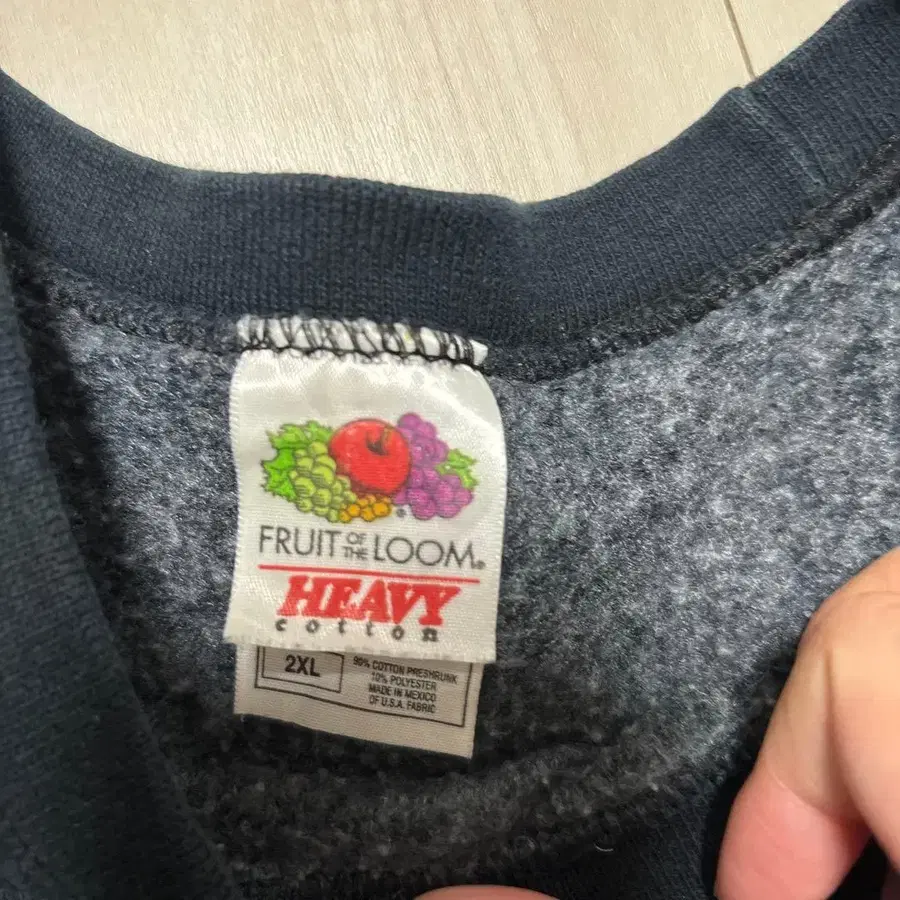 FRUIT OF THE LOOM®
HEAVY
cotton
2XL
90% COTTON PRESHRUNK
10% POLYESTER
MADE IN MEXICO
OF U.S.A. FABRIC